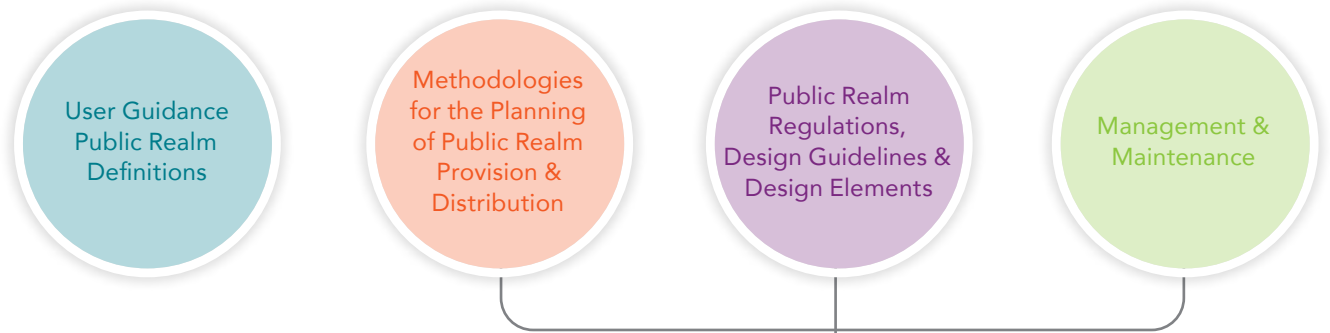 User Guidance
Public Realm
Definitions
Methodologies
for the Planning
of Public Realm
Provision &
Distribution
Public Realm
Regulations,
Design Guidelines &
Design Elements
Management &
Maintenance